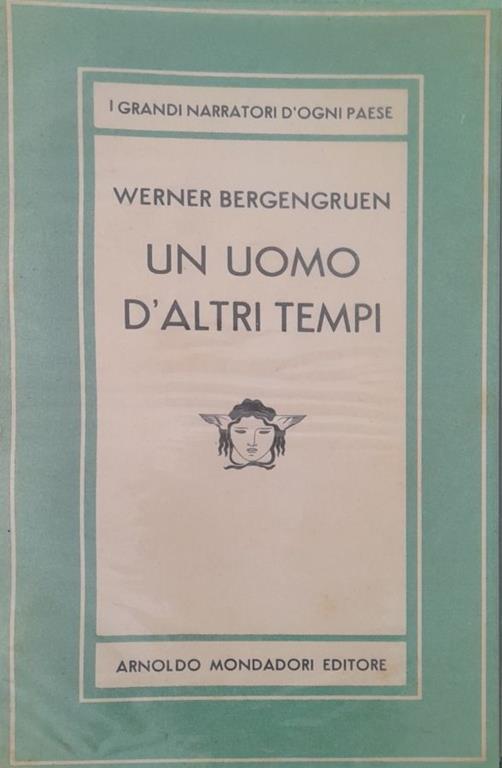 I GRANDI NARRATORI D'OGNI PAESE
WERNER BERGENGRUEN
UN UOMO
D'ALTRI TEMPI
ARNOLDO MONDADORI EDITORE